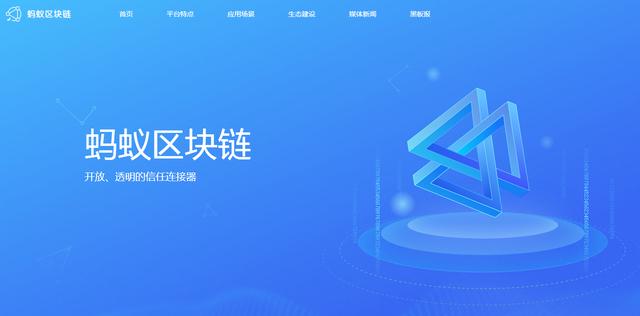 蚂蚁区块链
首页
平台特点
应用场景
生态建设
媒体新闻
黑板报
蚂蚁区块链
开放、透明的信任连接器